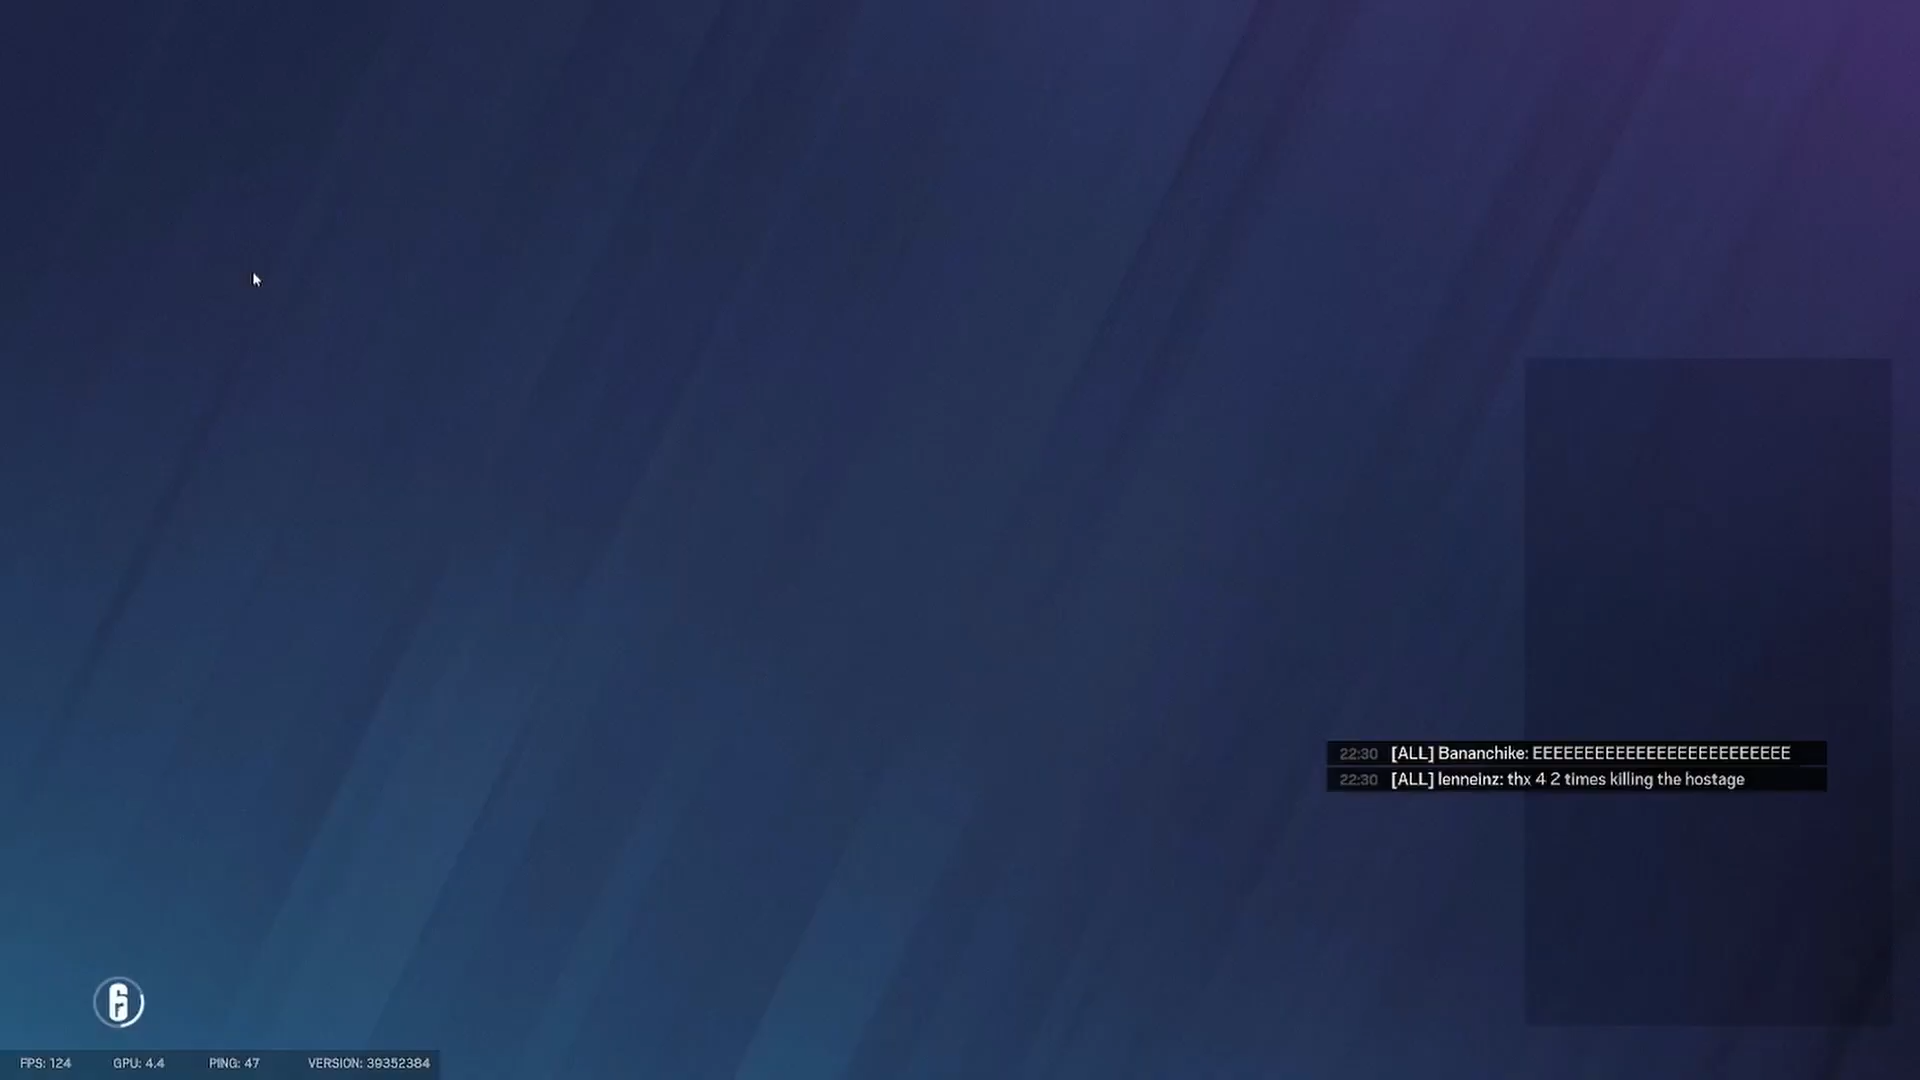 22:30 [ALL] Bananchike: EEEEEEEEEEEEEEEEEEEEEEEEE
22:30 [ALL] lenneinz: thx 4 2 times killing the hostage
6
FPS: 124 GPU: 4.4 PING: 47 VERSION: 39352384